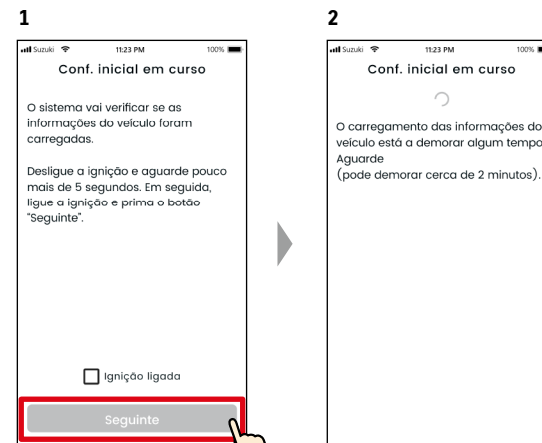 1
Suzuki 11:23 PM 100%
Conf. inicial em curso
O sistema vai verificar se as
informações do veículo foram
carregadas.
Desligue a ignição e aguarde pouco
mais de 5 segundos. Em seguida,
ligue a ignição e prima o botão
"Seguinte".
Ignição ligada
Seguinte
2
Suzuki 11:23 PM 100%
Conf. inicial em curso
O carregamento das informações do
veículo está a demorar algum tempo
Aguarde
(pode demorar cerca de 2 minutos).